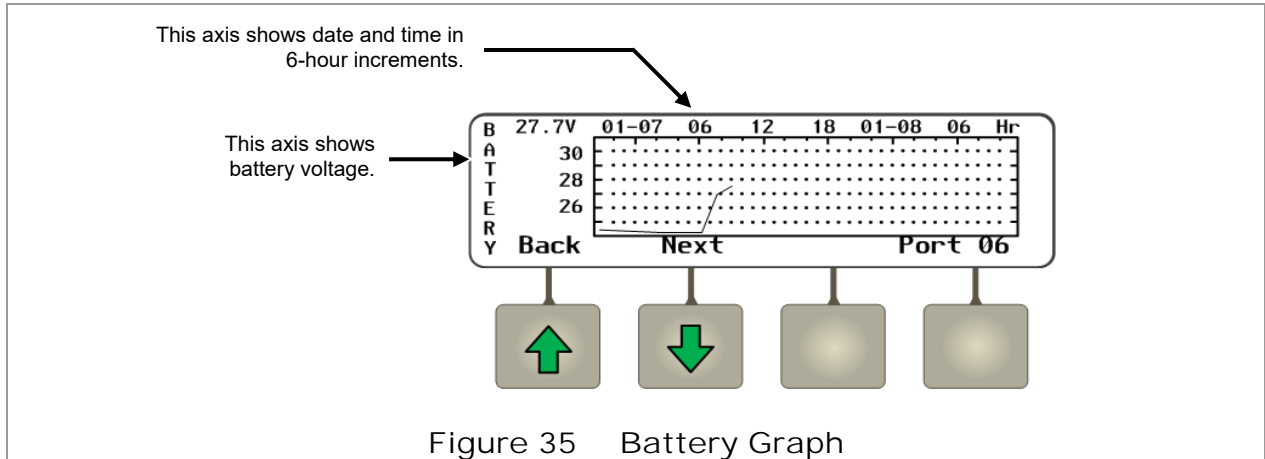 This axis shows date and time in
6-hour increments.
This axis shows
battery voltage.
BATTERY
27.7V 01-07 06 12 18 01-08 06 Hr
30
28
26
Back Next Port 06
Figure 35 Battery Graph